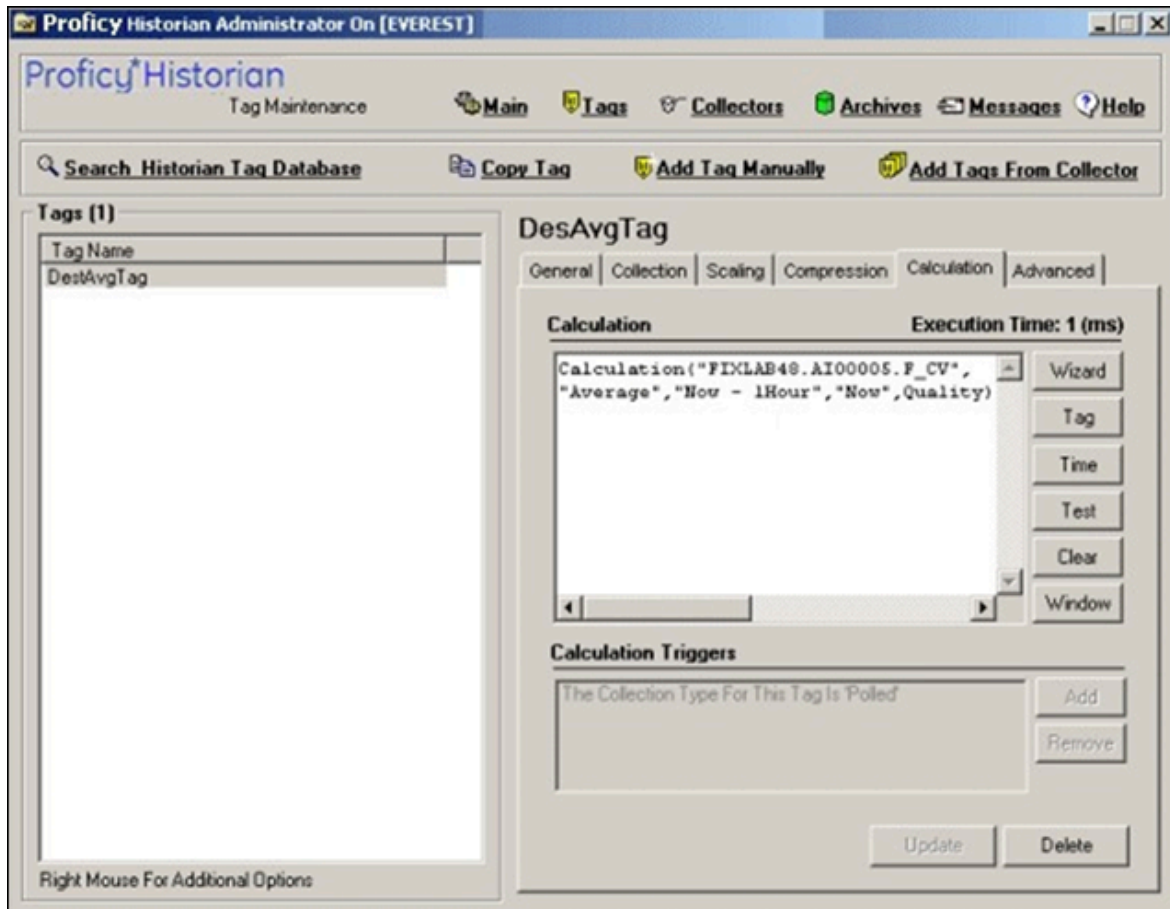 Proficy Historian Administrator On [EVEREST]
Proficy*Historian
Tag Maintenance
Main Tags Collectors Archives Messages Help
Search Historian Tag Database Copy Tag Add Tag Manually Add Tags From Collector
Tags (1)
Tag Name
DestAvgTag
DesAvgTag
General Collection Scaling Compression Calculation Advanced
Calculation Execution Time: 1 (ms)
Calculation("FIXLAB48.AI00005.F_CV",
"Average","Now - 1Hour","Now",Quality)
Wizard
Tag
Time
Test
Clear
Window
Calculation Triggers
The Collection Type For This Tag Is 'Polled'
Add
Remove
Update Delete
Right Mouse For Additional Options